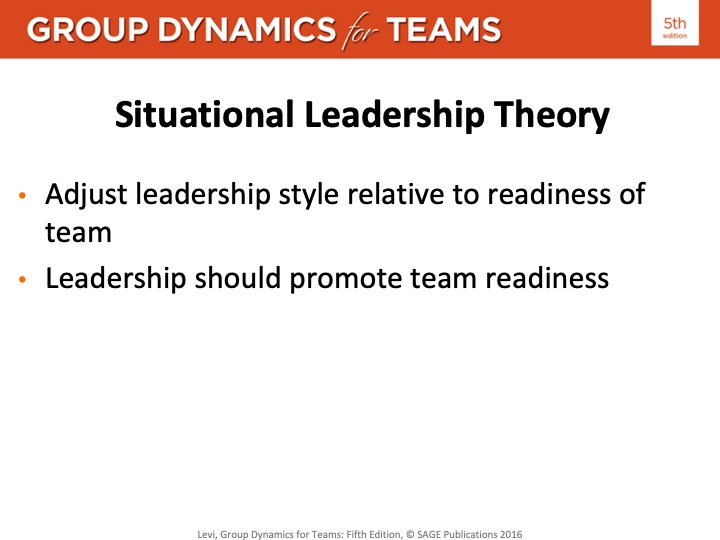 GROUP DYNAMICS for TEAMS
5th
edition
Situational Leadership Theory
• Adjust leadership style relative to readiness of
team
• Leadership should promote team readiness
Levi, Group Dynamics for Teams: Fifth Edition, © SAGE Publications 2016